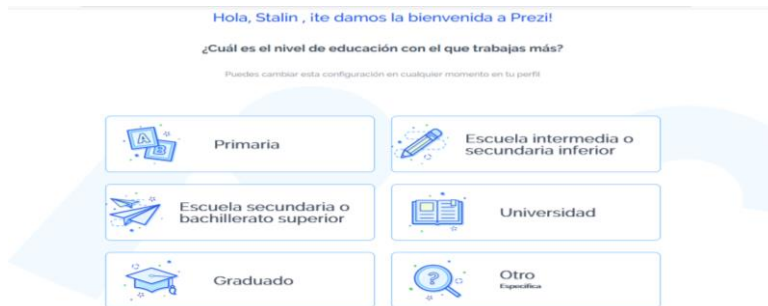 Hola, Stalin , ¡te damos la bienvenida a Prezi!
¿Cuál es el nivel de educación con el que trabajas más?
Puedes cambiar esta configuración en cualquier momento en tu perfil
A
B
Primaria
Escuela intermedia o
secundaria inferior
Escuela secundaria o
bachillerato superior
Universidad
Graduado
?
Otro
Especifica